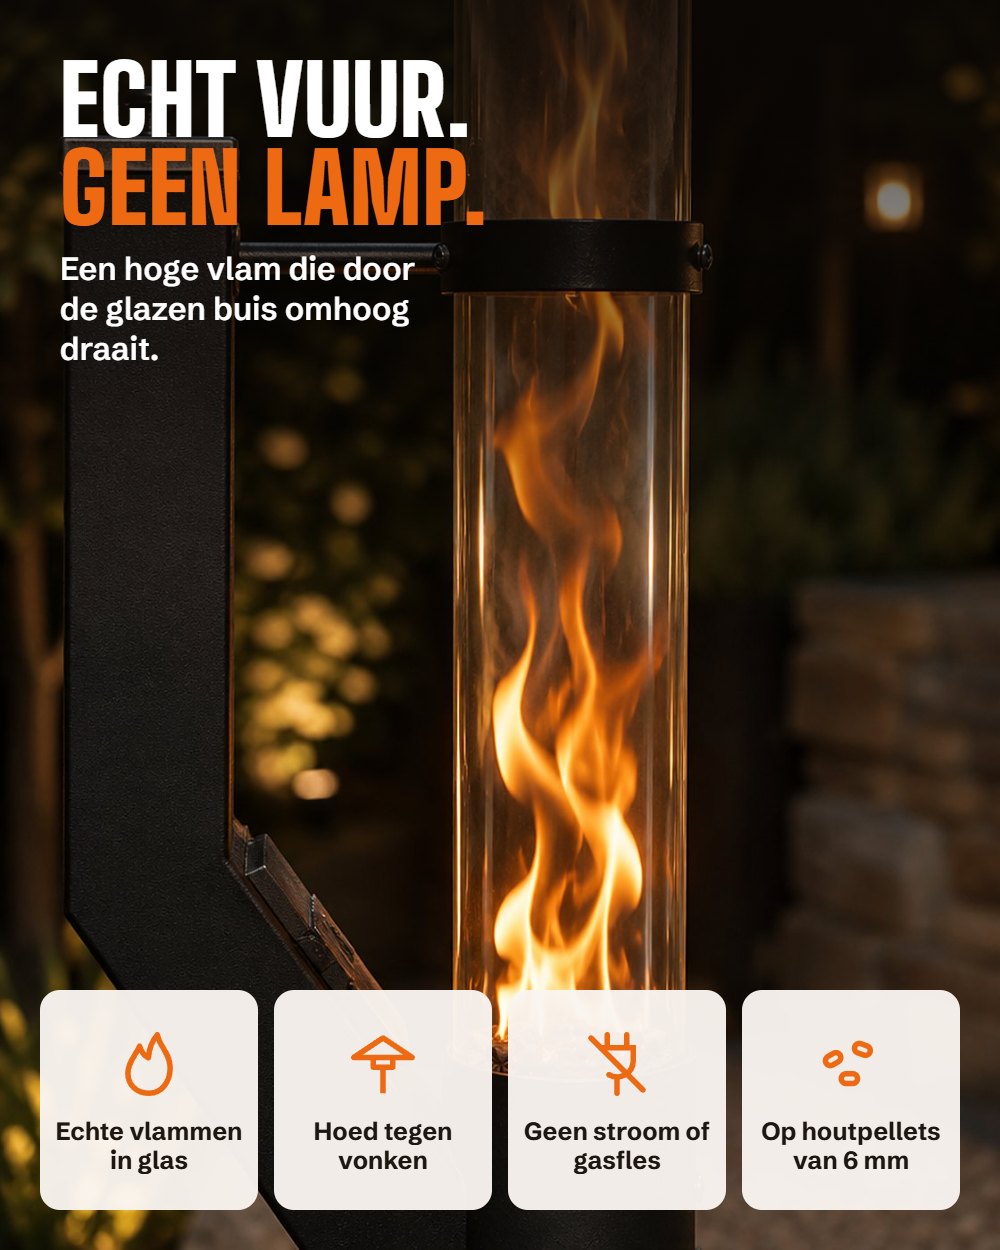 ECHT VUUR.
GEEN LAMP.
Een hoge vlam die door
de glazen buis omhoog
draait.
Echte vlammen
in glas
Hoed tegen
vonken
Geen stroom of
gasfles
Op houtpellets
van 6 mm